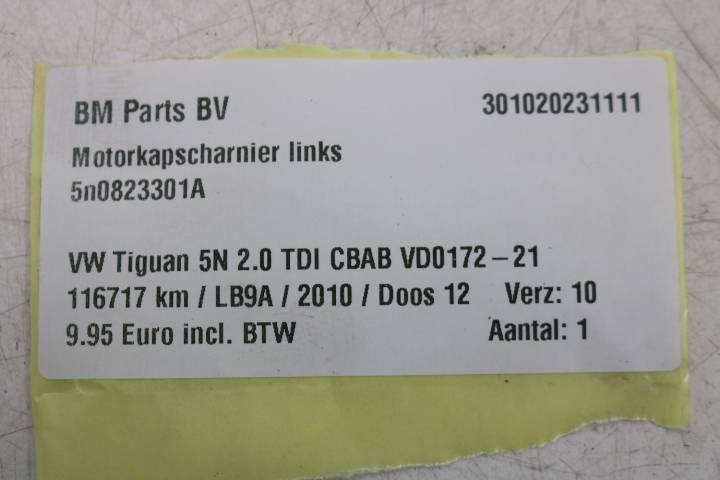 BM Parts BV 301020231111
Motorkapscharnier links
5n0823301A
VW Tiguan 5N 2.0 TDI CBAB VD0172-21
116717 km / LB9A / 2010 / Doos 12 Verz: 10
9.95 Euro incl. BTW Aantal: 1